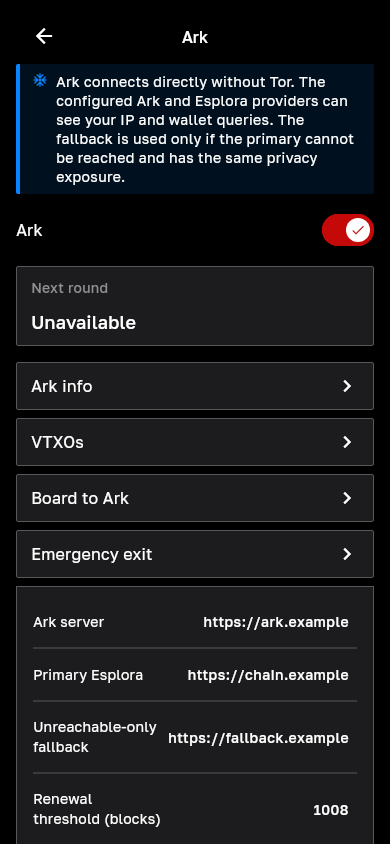 Ark
Ark connects directly without Tor. The
configured Ark and Esplora providers can
see your IP and wallet queries. The
fallback is used only if the primary cannot
be reached and has the same privacy
exposure.
Ark
Next round
Unavailable
Ark info
VTXOs
Board to Ark
Emergency exit
Ark server https://ark.example
Primary Esplora https://chain.example
Unreachable-only
fallback https://fallback.example
Renewal
threshold (blocks) 1008